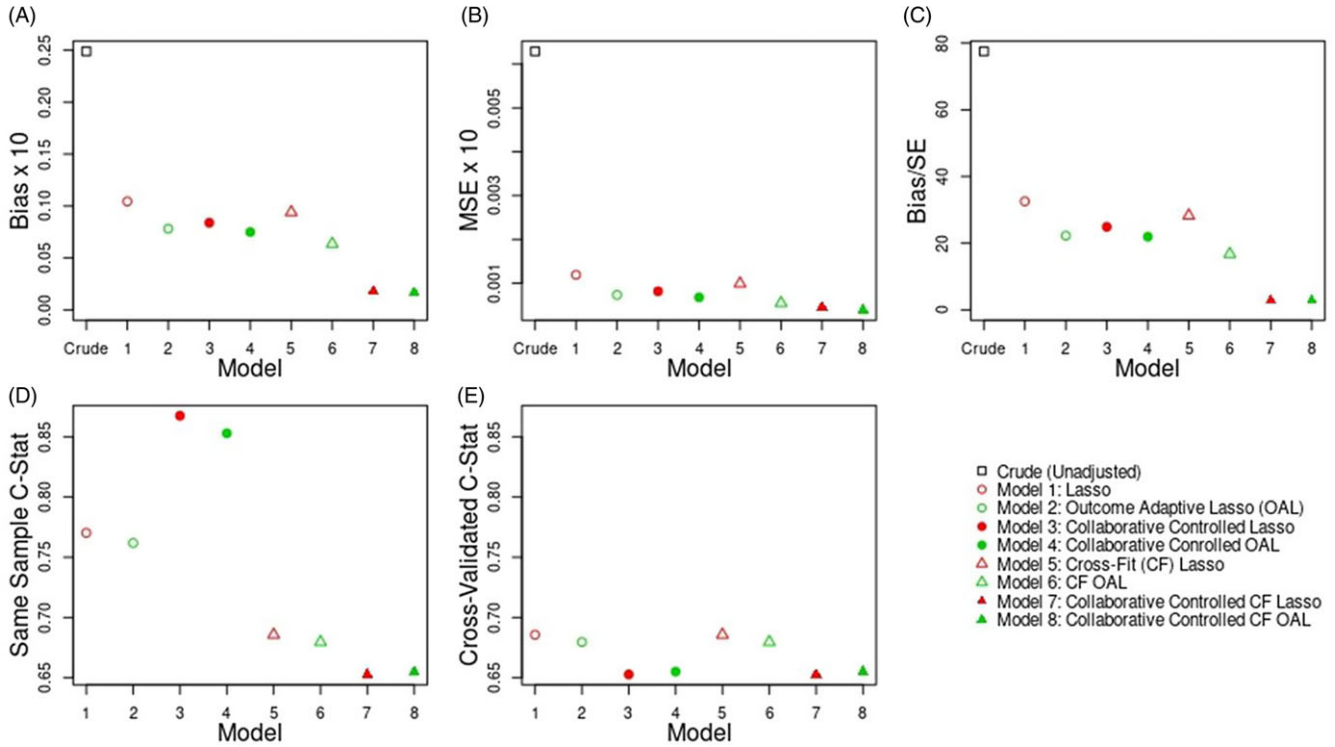 (A)
Bias x 10
0.25
0.20
0.15
0.10
0.05
0.00
Crude 1 2 3 4 5 6 7 8
Model
(B)
MSE x 10
0.005
0.003
0.001
Crude 1 2 3 4 5 6 7 8
Model
(C)
Bias/SE
80
60
40
20
0
Crude 1 2 3 4 5 6 7 8
Model
(D)
Same Sample C-Stat
0.85
0.80
0.75
0.70
0.65
1 2 3 4 5 6 7 8
Model
(E)
Cross-Validated C-Stat
0.85
0.80
0.75
0.70
0.65
1 2 3 4 5 6 7 8
Model
Crude (Unadjusted)
Model 1: Lasso
Model 2: Outcome Adaptive Lasso (OAL)
Model 3: Collaborative Controlled Lasso
Model 4: Collaborative Conirolled OAL
Model 5: Cross-Fit (CF) Lasso
Model 6: CF OAL
Model 7: Collaborative Controlled CF Lasso
Model 8: Collaborative Controlled CF OAL